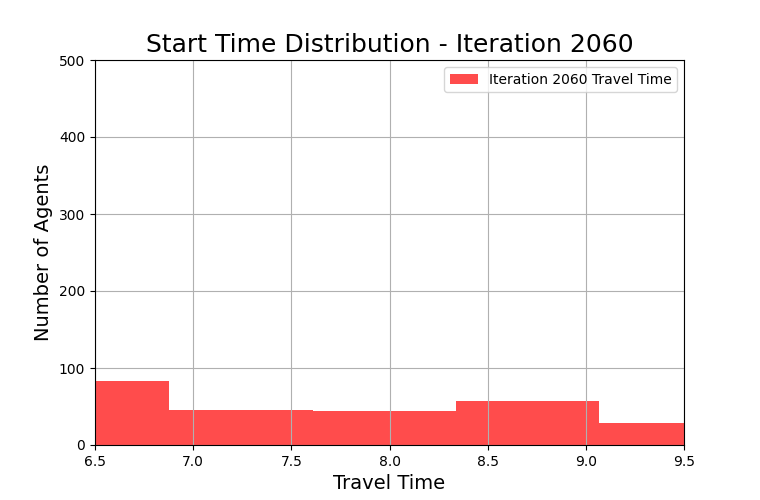 Start Time Distribution - Iteration 2060
Iteration 2060 Travel Time
Number of Agents
500
400
300
200
100
0
6.5 7.0 7.5 8.0 8.5 9.0 9.5
Travel Time